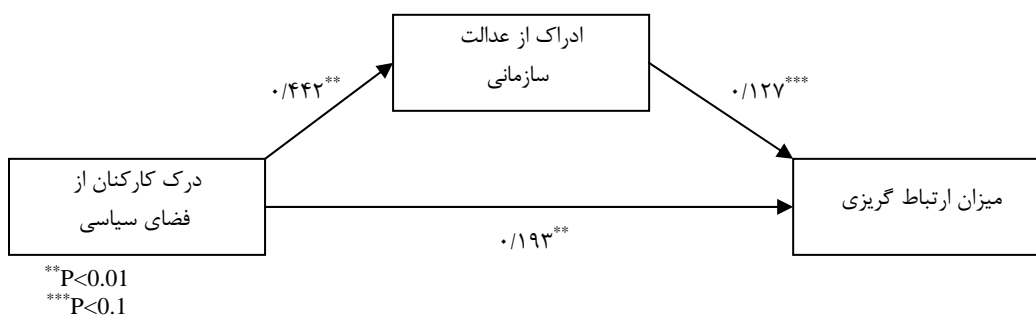 ادراک از عدالت
سازمانی
۰/۴۴۲**
۰/۱۲۷***
درک کارکنان از
فضای سیاسی
میزان ارتباط گریزی
۰/۱۹۳**
**P<0.01
***P<0.1